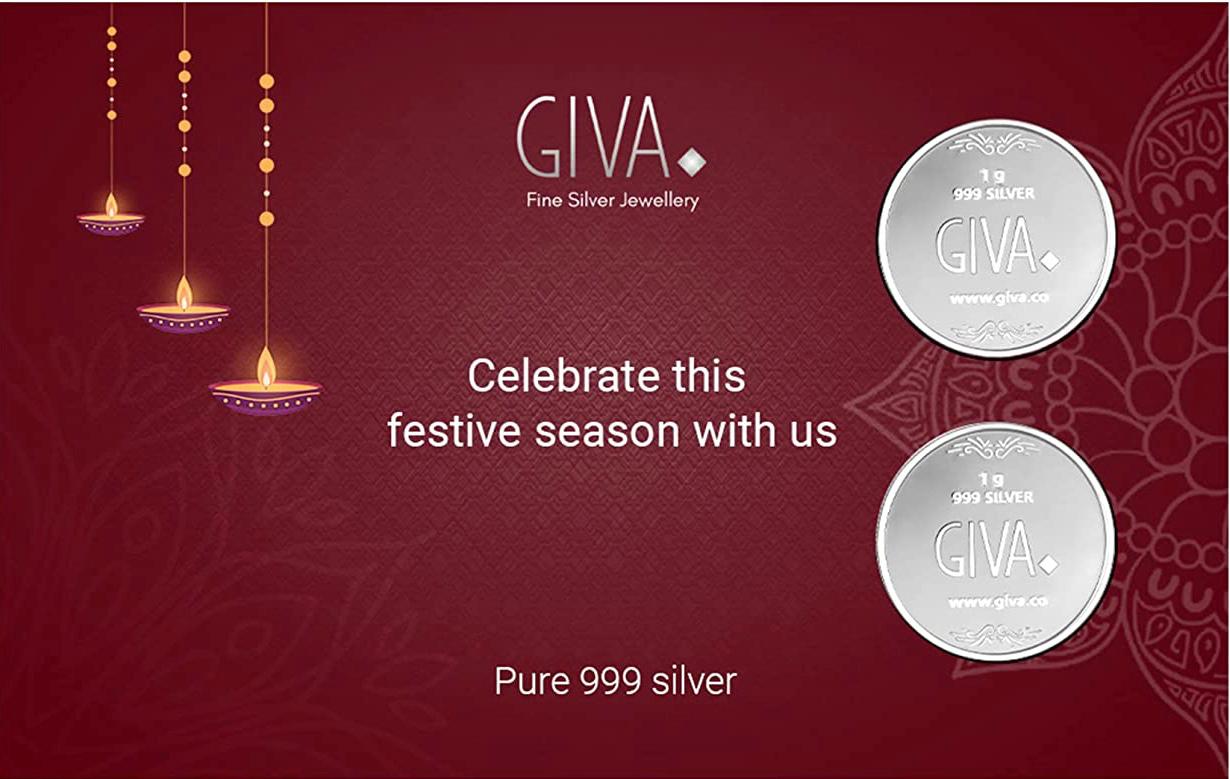 GIVA
Fine Silver Jewellery
Celebrate this
festive season with us
Pure 999 silver
1 g
999 SILVER
GIVA
www.giva.co
1 g
999 SILVER
GIVA
www.giva.co